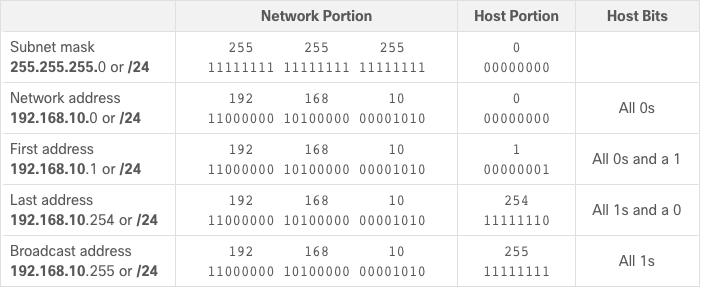 Network Portion Host Portion Host Bits
Subnet mask 255 255 255 0
255.255.255.0 or /24 11111111 11111111 11111111 00000000
Network address 192 168 10 0
192.168.10.0 or /24 11000000 10100000 00001010 00000000 All 0s
First address 192 168 10 1
192.168.10.1 or /24 11000000 10100000 00001010 00000001 All 0s and a 1
Last address 192 168 10 254
192.168.10.254 or /24 11000000 10100000 00001010 11111110 All 1s and a 0
Broadcast address 192 168 10 255
192.168.10.255 or /24 11000000 10100000 00001010 11111111 All 1s